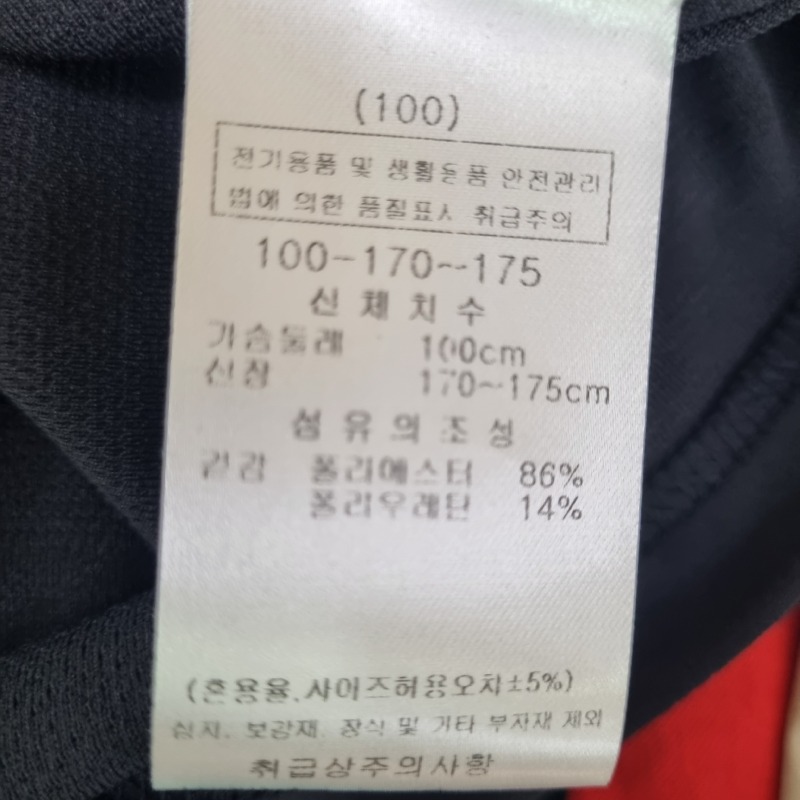 (100)
전기용품 및 생활용품 안전관리
법에 의한 품질표시 취급주의
100-170~175
신체치수
가슴둘레 100cm
신장 170~175cm
섬유의조성
겉감 폴리에스터 86%
폴리우레탄 14%
(혼용율.사이즈허용오차±5%)
심지, 보강재, 장식 및 기타 부자재 제외
취급상주의사항